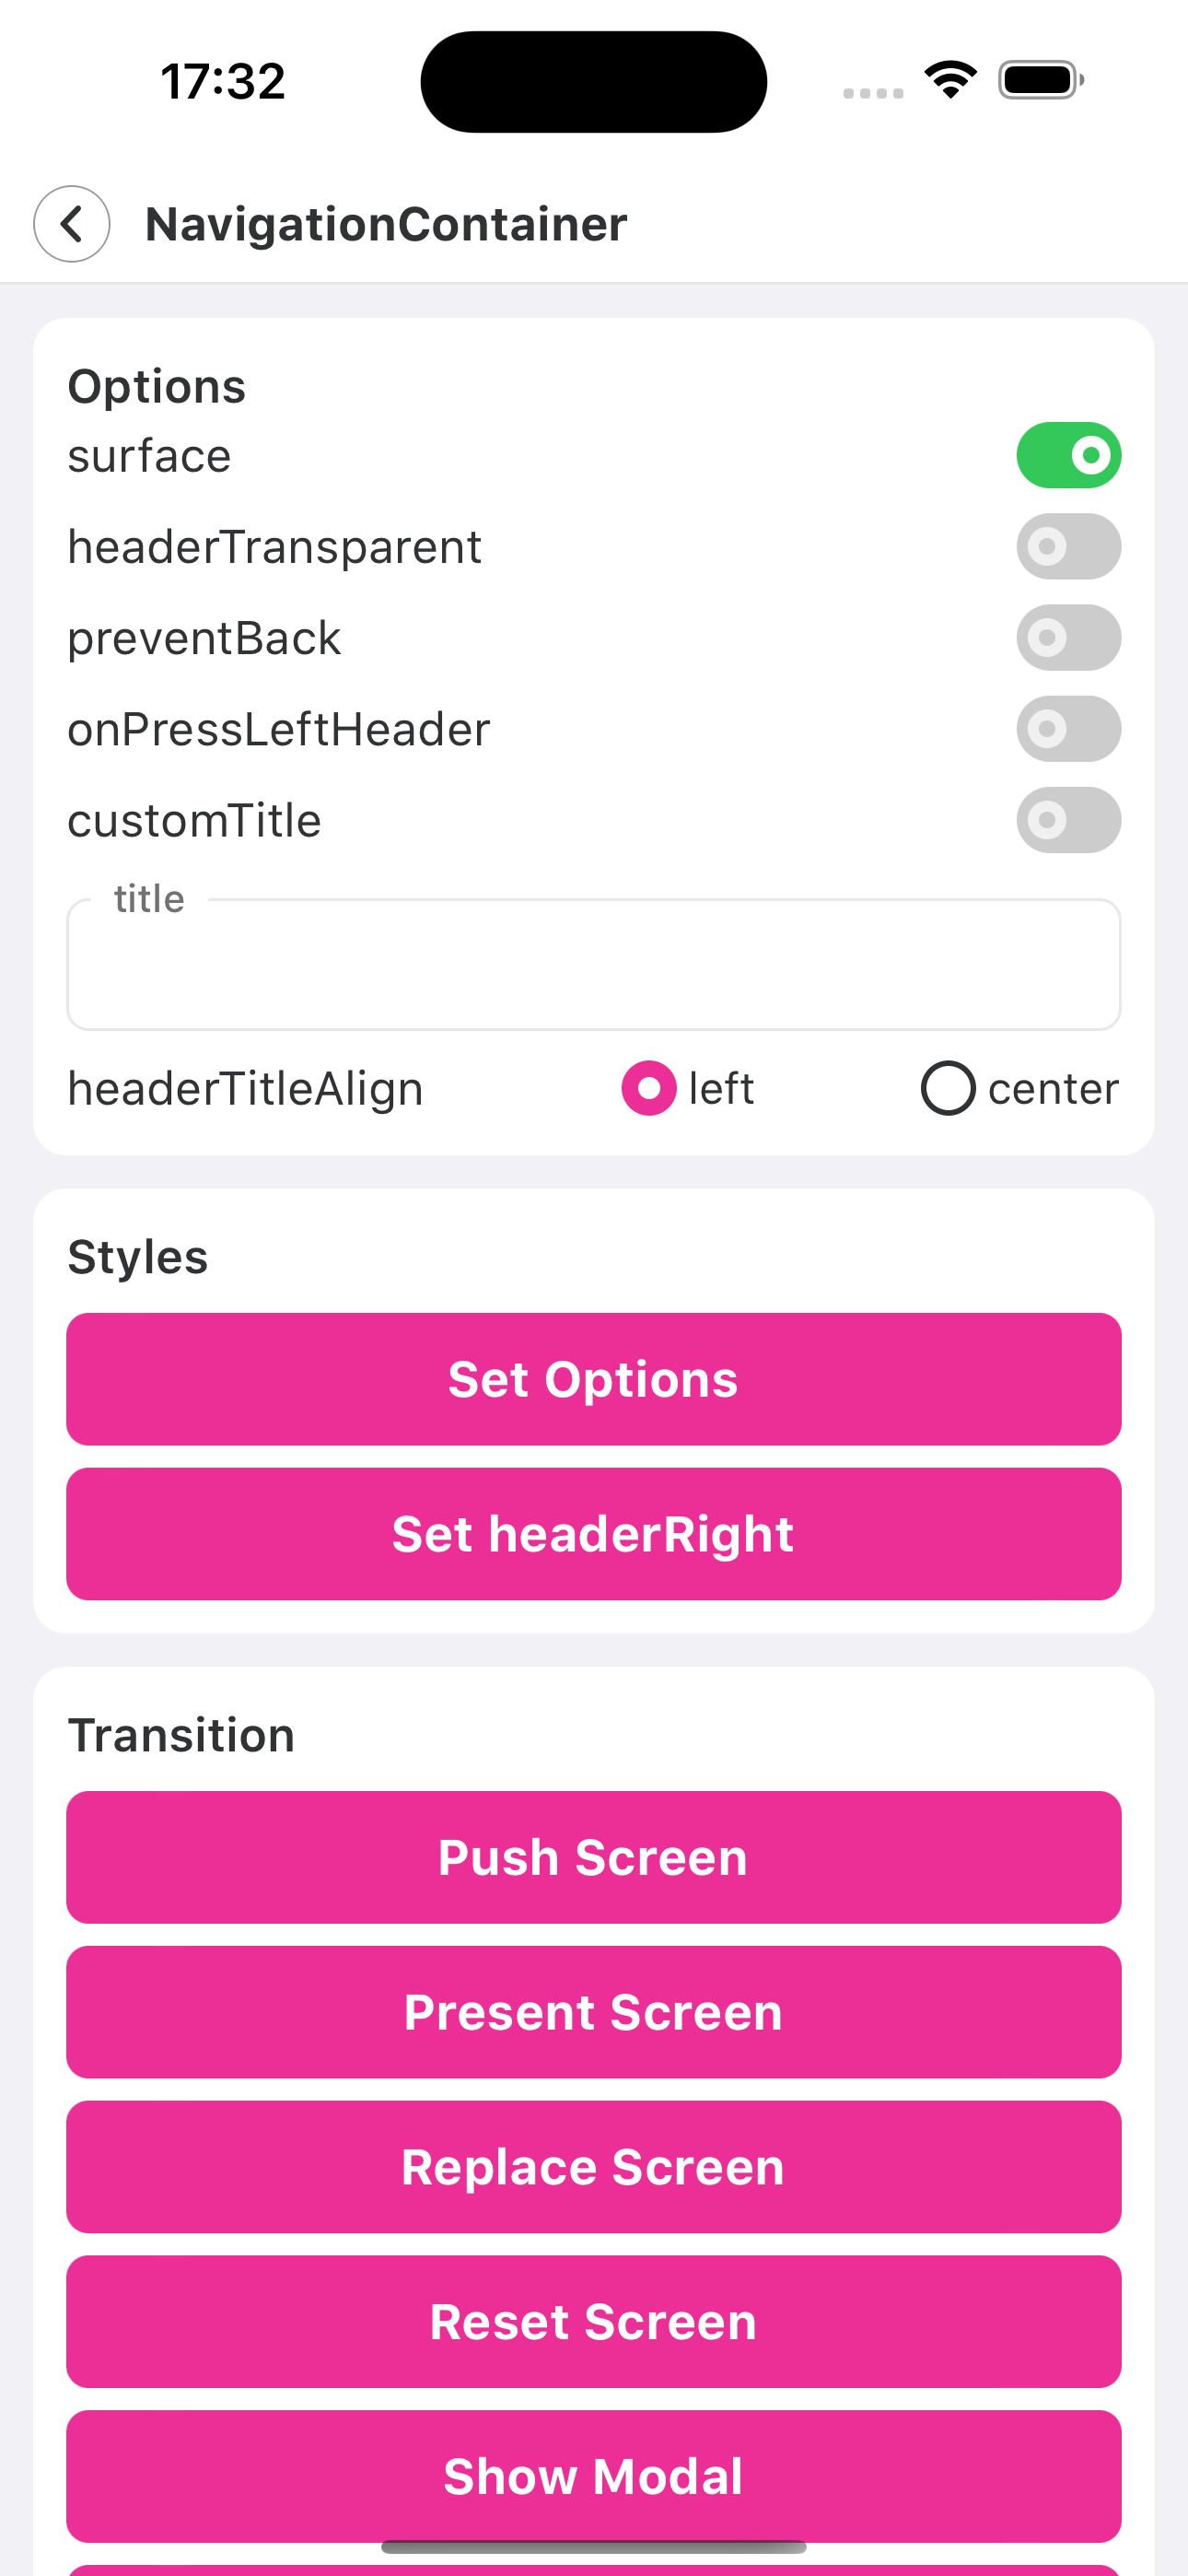 17:32
NavigationContainer
Options
surface
headerTransparent
preventBack
onPressLeftHeader
customTitle
title
headerTitleAlign left center
Styles
Set Options
Set headerRight
Transition
Push Screen
Present Screen
Replace Screen
Reset Screen
Show Modal